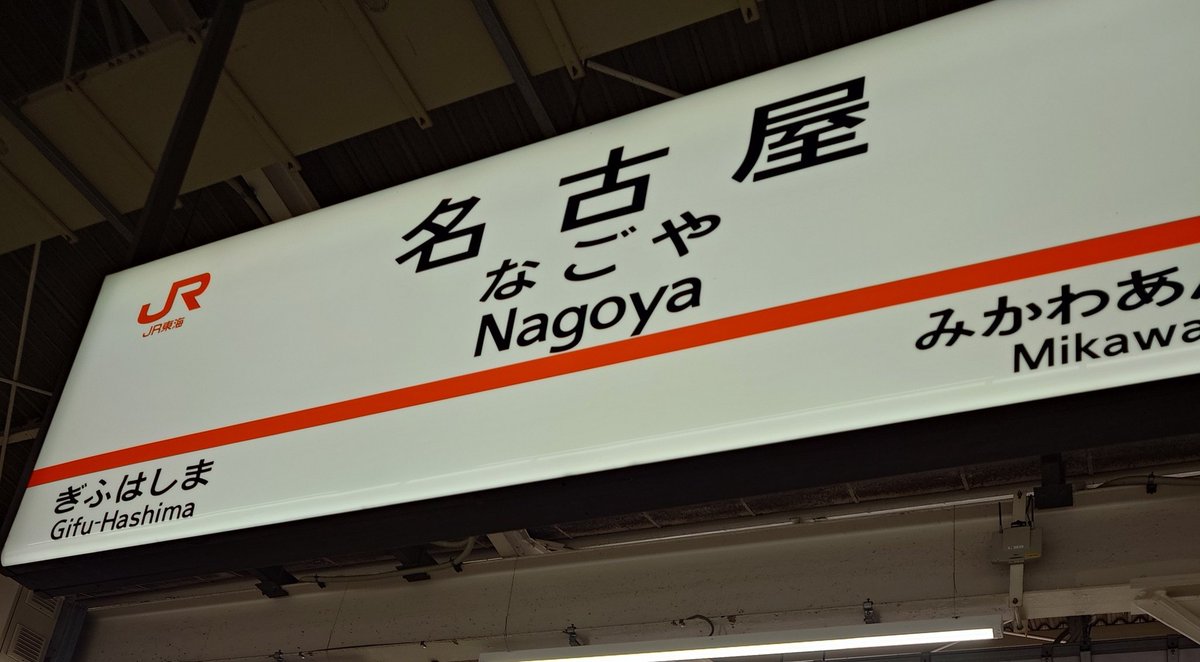 JR
JR東海
名古屋
なごや
Nagoya
ぎふはしま
Gifu-Hashima
みかわあ
Mikawa